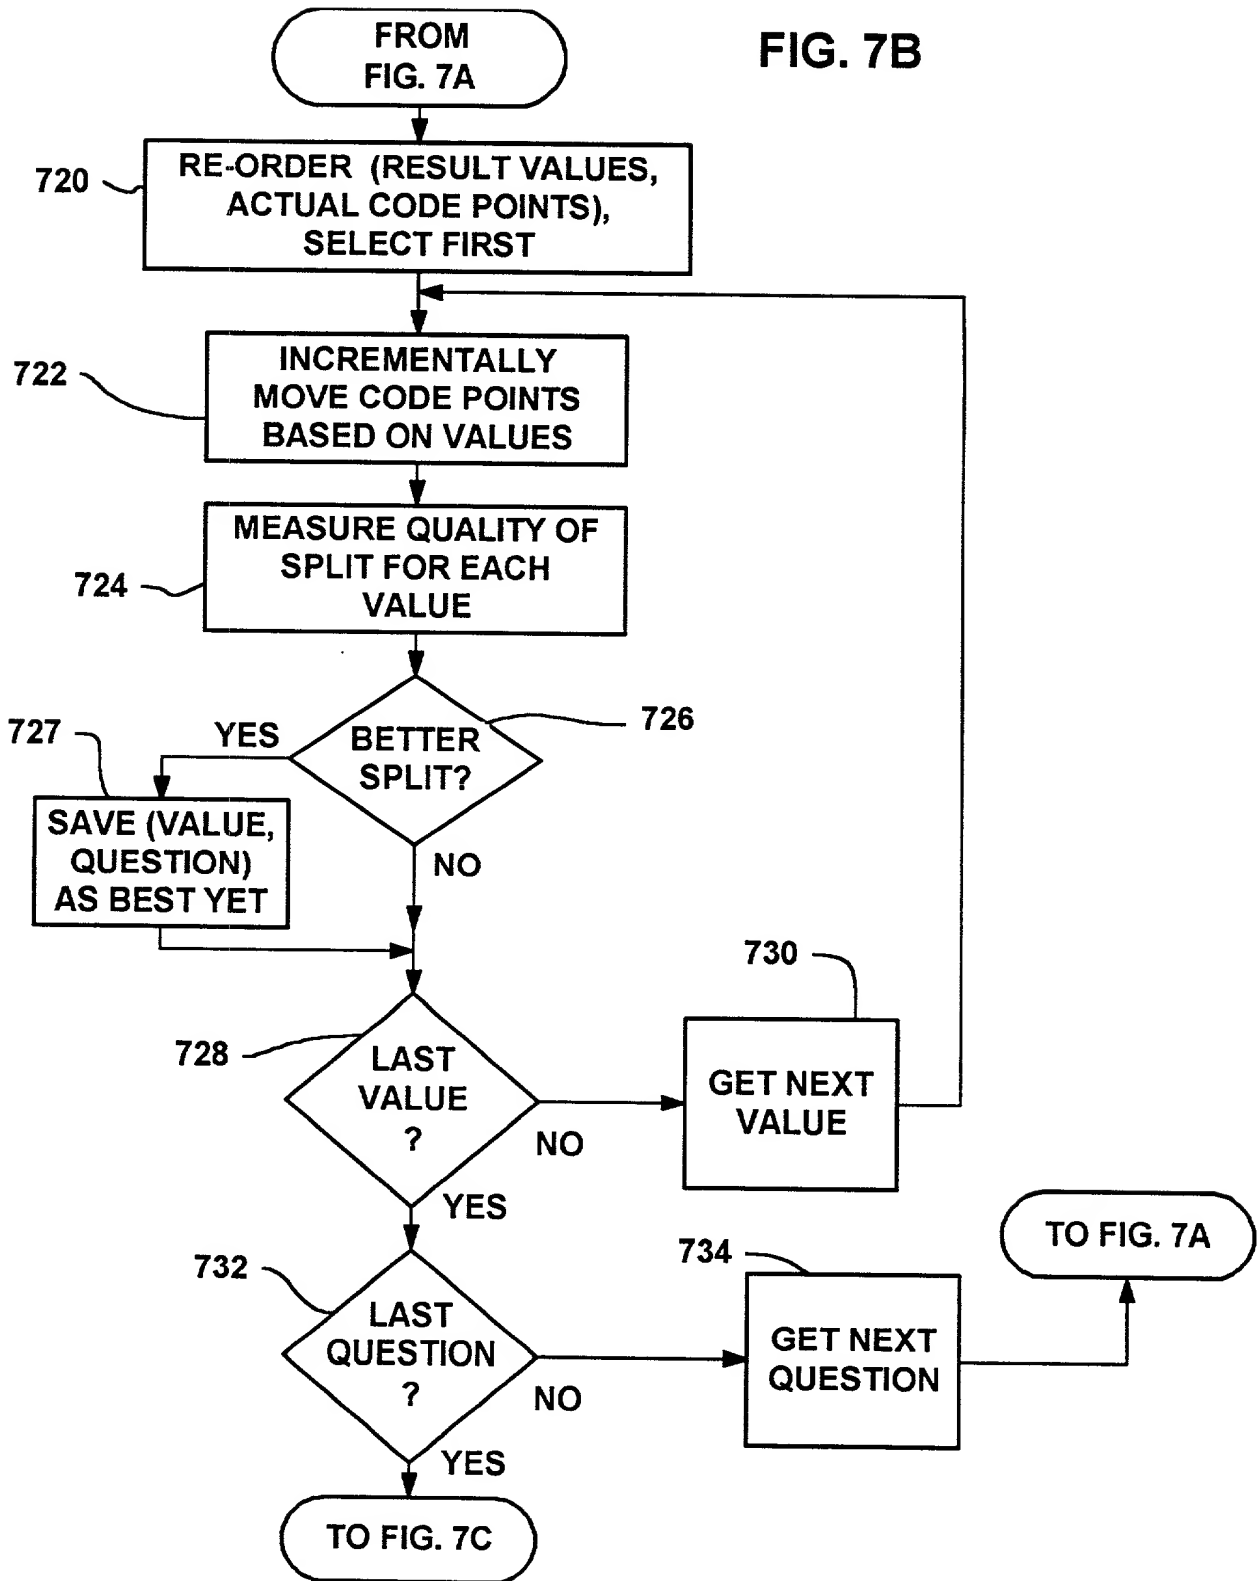 FROM
FIG. 7A
FIG. 7B
720
RE-ORDER (RESULT VALUES,
ACTUAL CODE POINTS),
SELECT FIRST
722
INCREMENTALLY
MOVE CODE POINTS
BASED ON VALUES
724
MEASURE QUALITY OF
SPLIT FOR EACH
VALUE
726
BETTER
SPLIT?
YES
NO
727
SAVE (VALUE,
QUESTION)
AS BEST YET
728
LAST
VALUE
?
NO
YES
730
GET NEXT
VALUE
732
LAST
QUESTION
?
NO
YES
734
GET NEXT
QUESTION
TO FIG. 7A
TO FIG. 7C